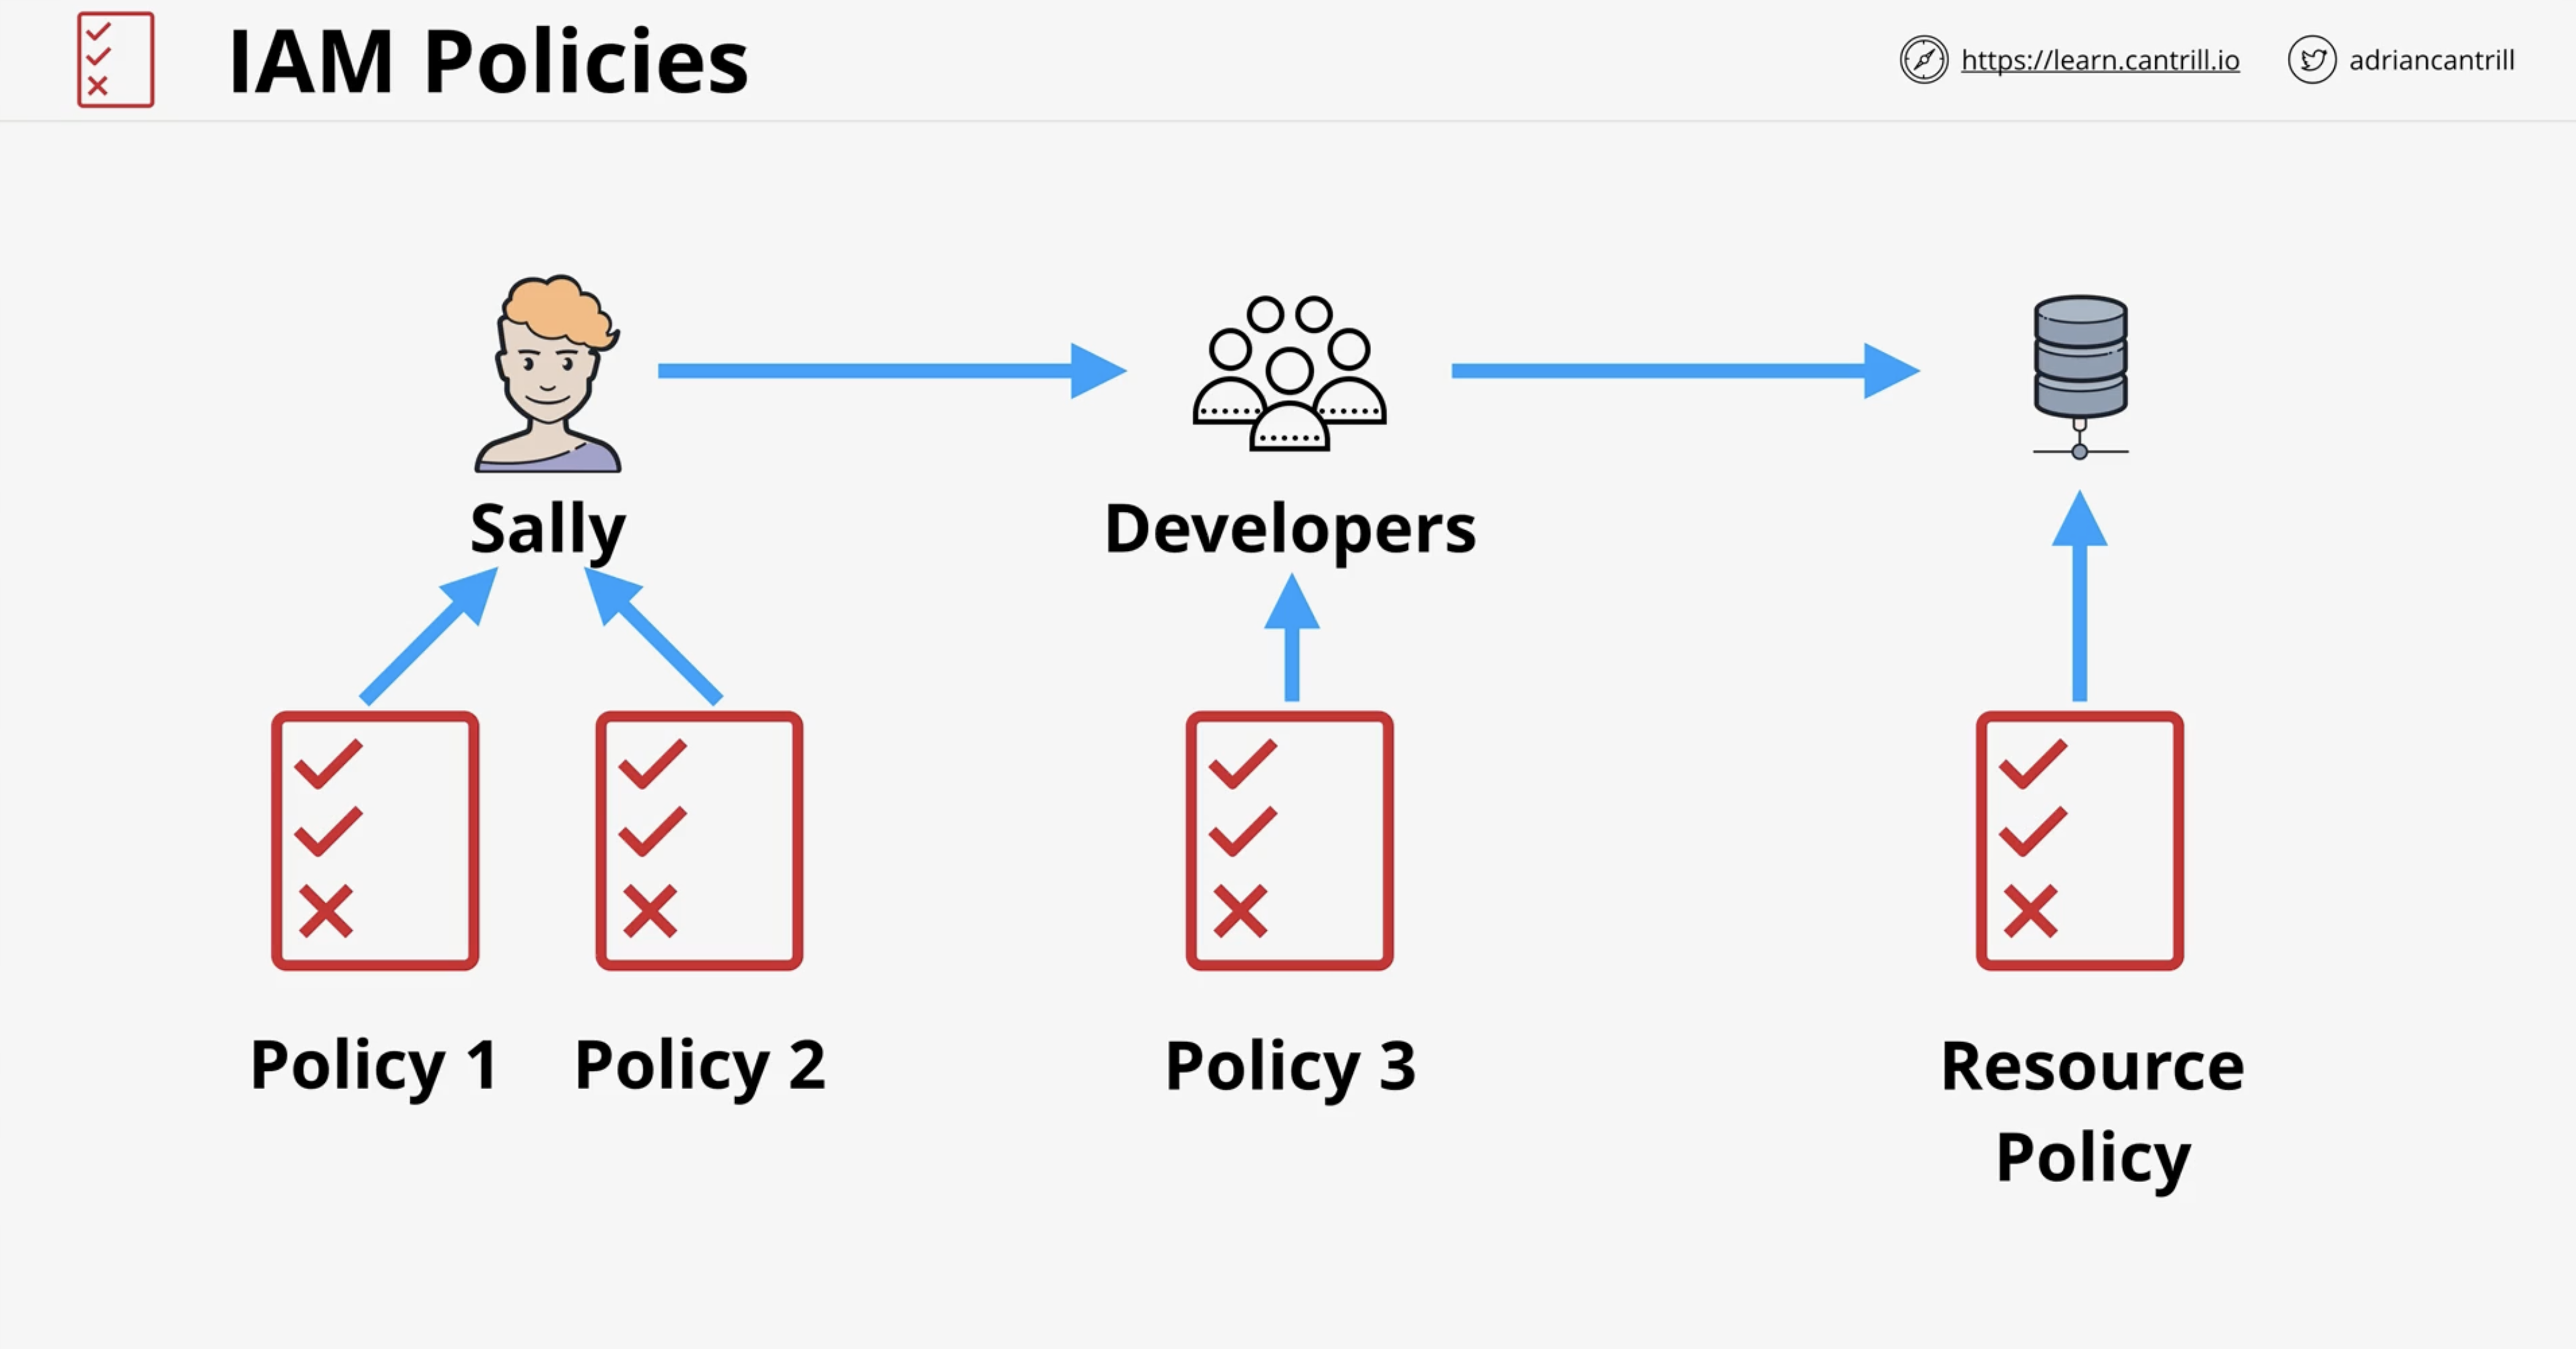 IAM Policies
https://learn.cantrill.io
adriancantrill
Sally
Developers
Policy 1
Policy 2
Policy 3
Resource
Policy